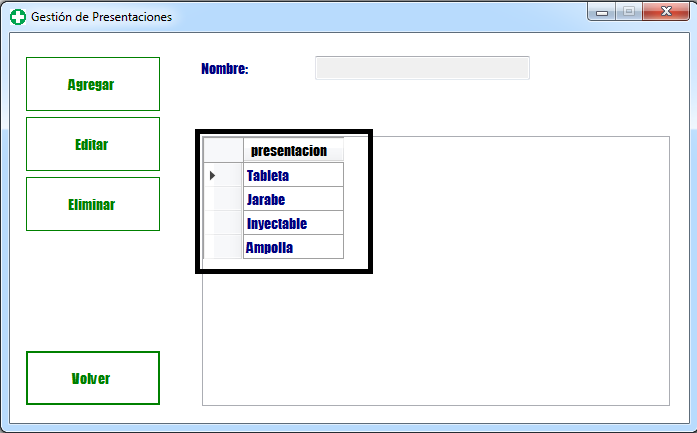 Gestión de Presentaciones
Agregar
Nombre:
Editar
Eliminar
presentacion
Tableta
Jarabe
Inyectable
Ampolla
Volver